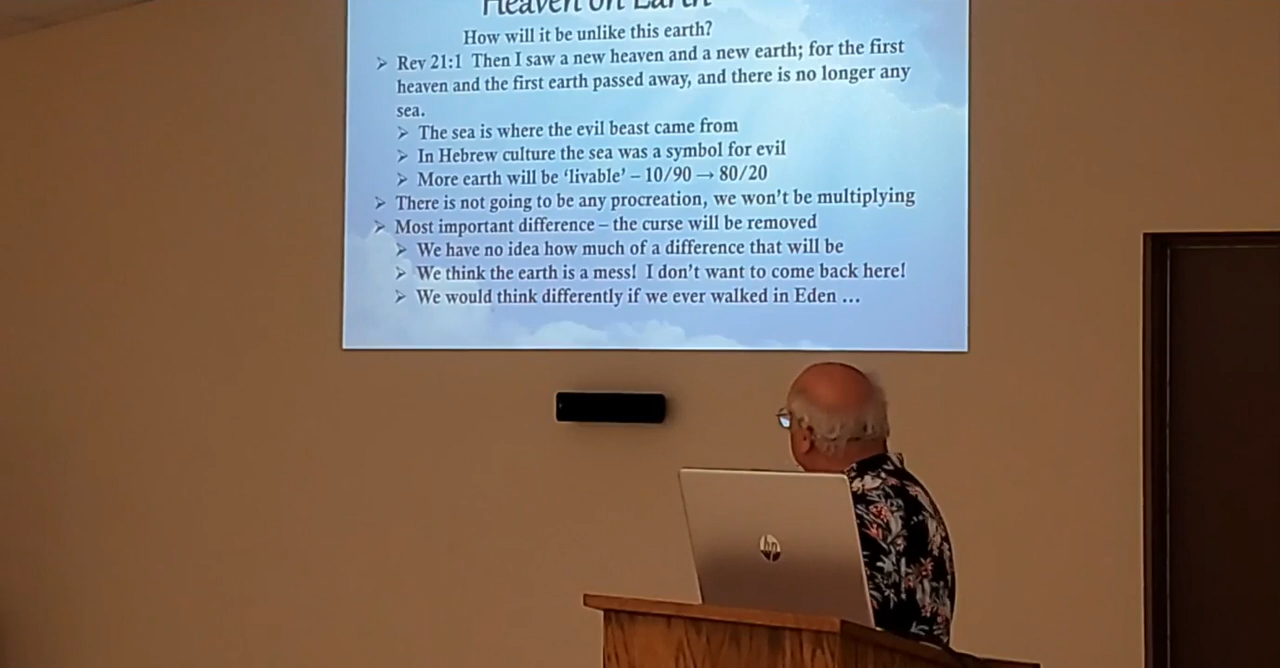 Heaven on Earth
How will it be unlike this earth?
➢ Rev 21:1 Then I saw a new heaven and a new earth; for the first
heaven and the first earth passed away, and there is no longer any
sea.
➢ The sea is where the evil beast came from
➢ In Hebrew culture the sea was a symbol for evil
➢ More earth will be ‘livable’ – 10/90 → 80/20
➢ There is not going to be any procreation, we won’t be multiplying
➢ Most important difference – the curse will be removed
➢ We have no idea how much of a difference that will be
➢ We think the earth is a mess! I don’t want to come back here!
➢ We would think differently if we ever walked in Eden ...
hp